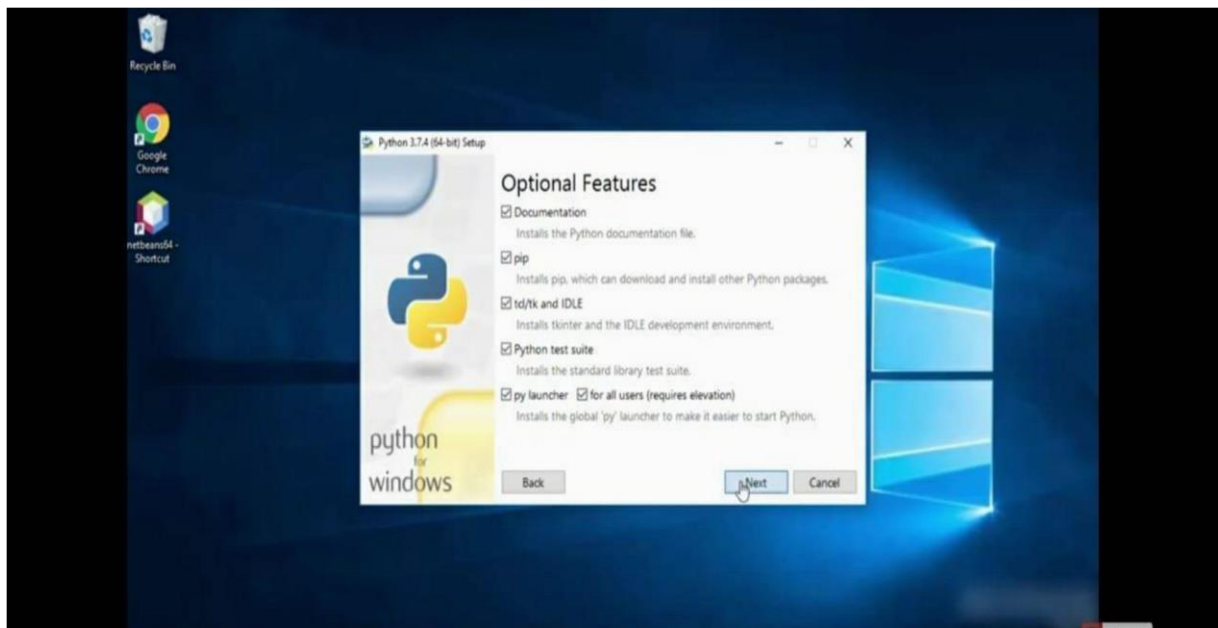 Recycle Bin
Google
Chrome
netbeans64 -
Shortcut
Python 3.7.4 (64-bit) Setup
Optional Features
Documentation
Installs the Python documentation file.
pip
Installs pip, which can download and install other Python packages.
tcl/tk and IDLE
Installs tkinter and the IDLE development environment.
Python test suite
Installs the standard library test suite.
py launcher for all users (requires elevation)
Installs the global 'py' launcher to make it easier to start Python.
python
for
windows
Back Next Cancel